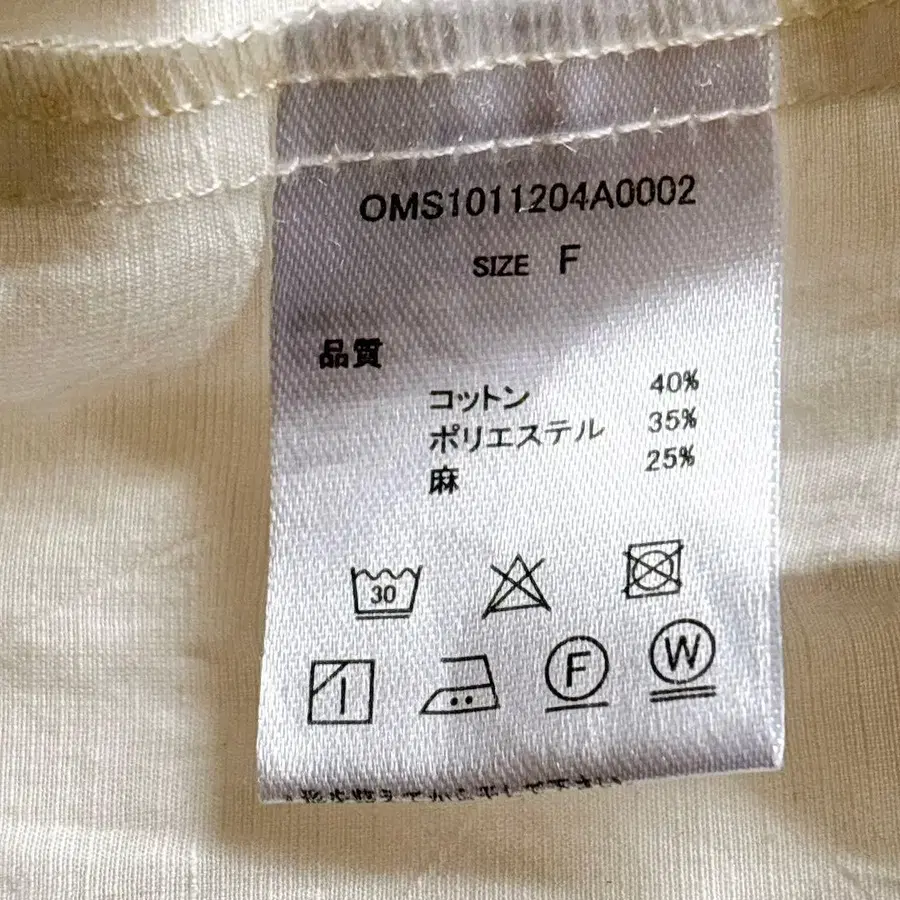 OMS1011204A0002
SIZE F
品質
コットン 40%
ポリエステル 35%
麻 25%
30
F
W